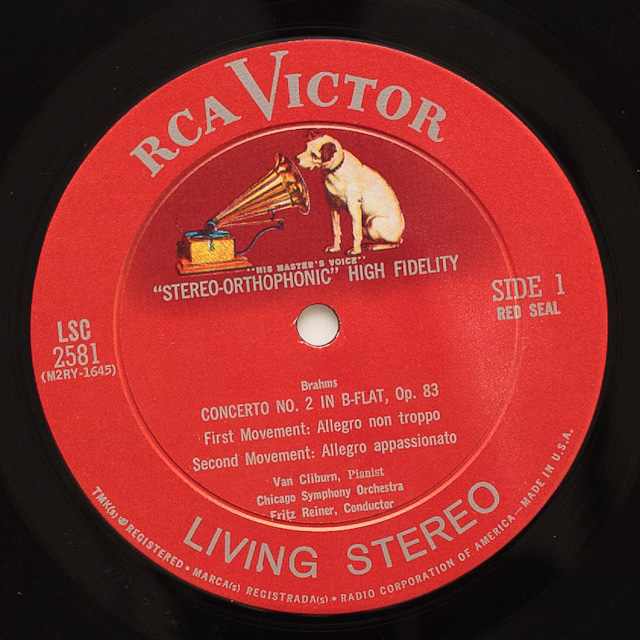 RCA VICTOR
"HIS MASTER'S VOICE"
"STEREO-ORTHOPHONIC" HIGH FIDELITY
SIDE 1
RED SEAL
LSC
2581
(M2RY-1645)
Brahms
CONCERTO NO. 2 IN B-FLAT, Op. 83
First Movement: Allegro non troppo
Second Movement: Allegro appassionato
Van Cliburn, Pianist
Chicago Symphony Orchestra
Fritz Reiner, Conductor
LIVING STEREO
TMK(s) ® REGISTERED • MARCA(s) REGISTRADA(s) • RADIO CORPORATION OF AMERICA—MADE IN U.S.A.